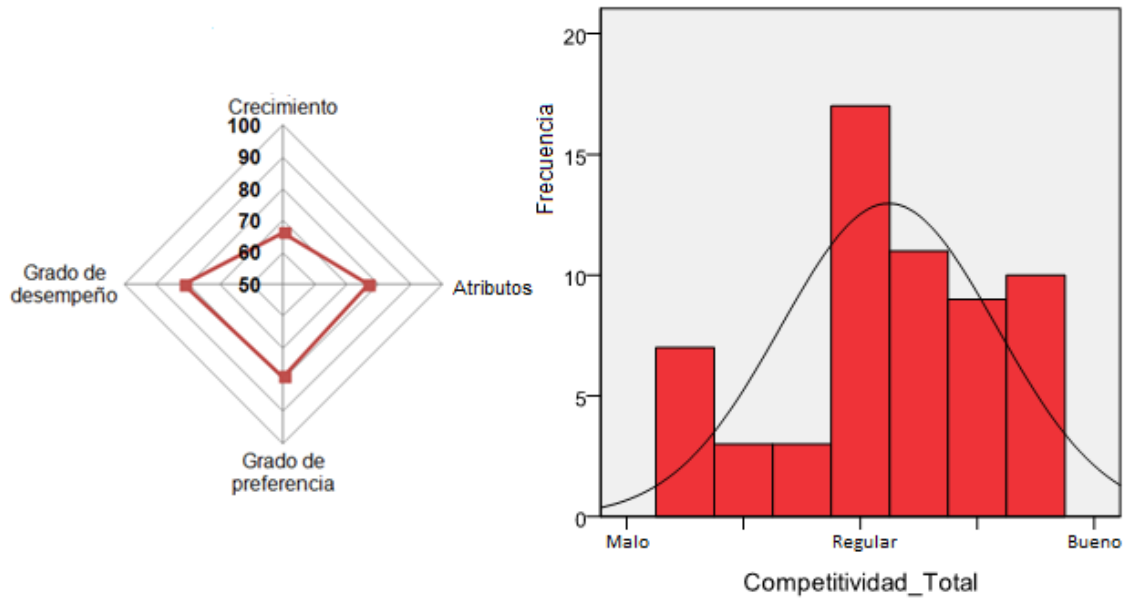 Crecimiento
100
90
80
70
60
50
Grado de
desempeño
Atributos
Grado de
preferencia
20
15
10
5
0
Frecuencia
Malo
Regular
Bueno
Competitividad_Total